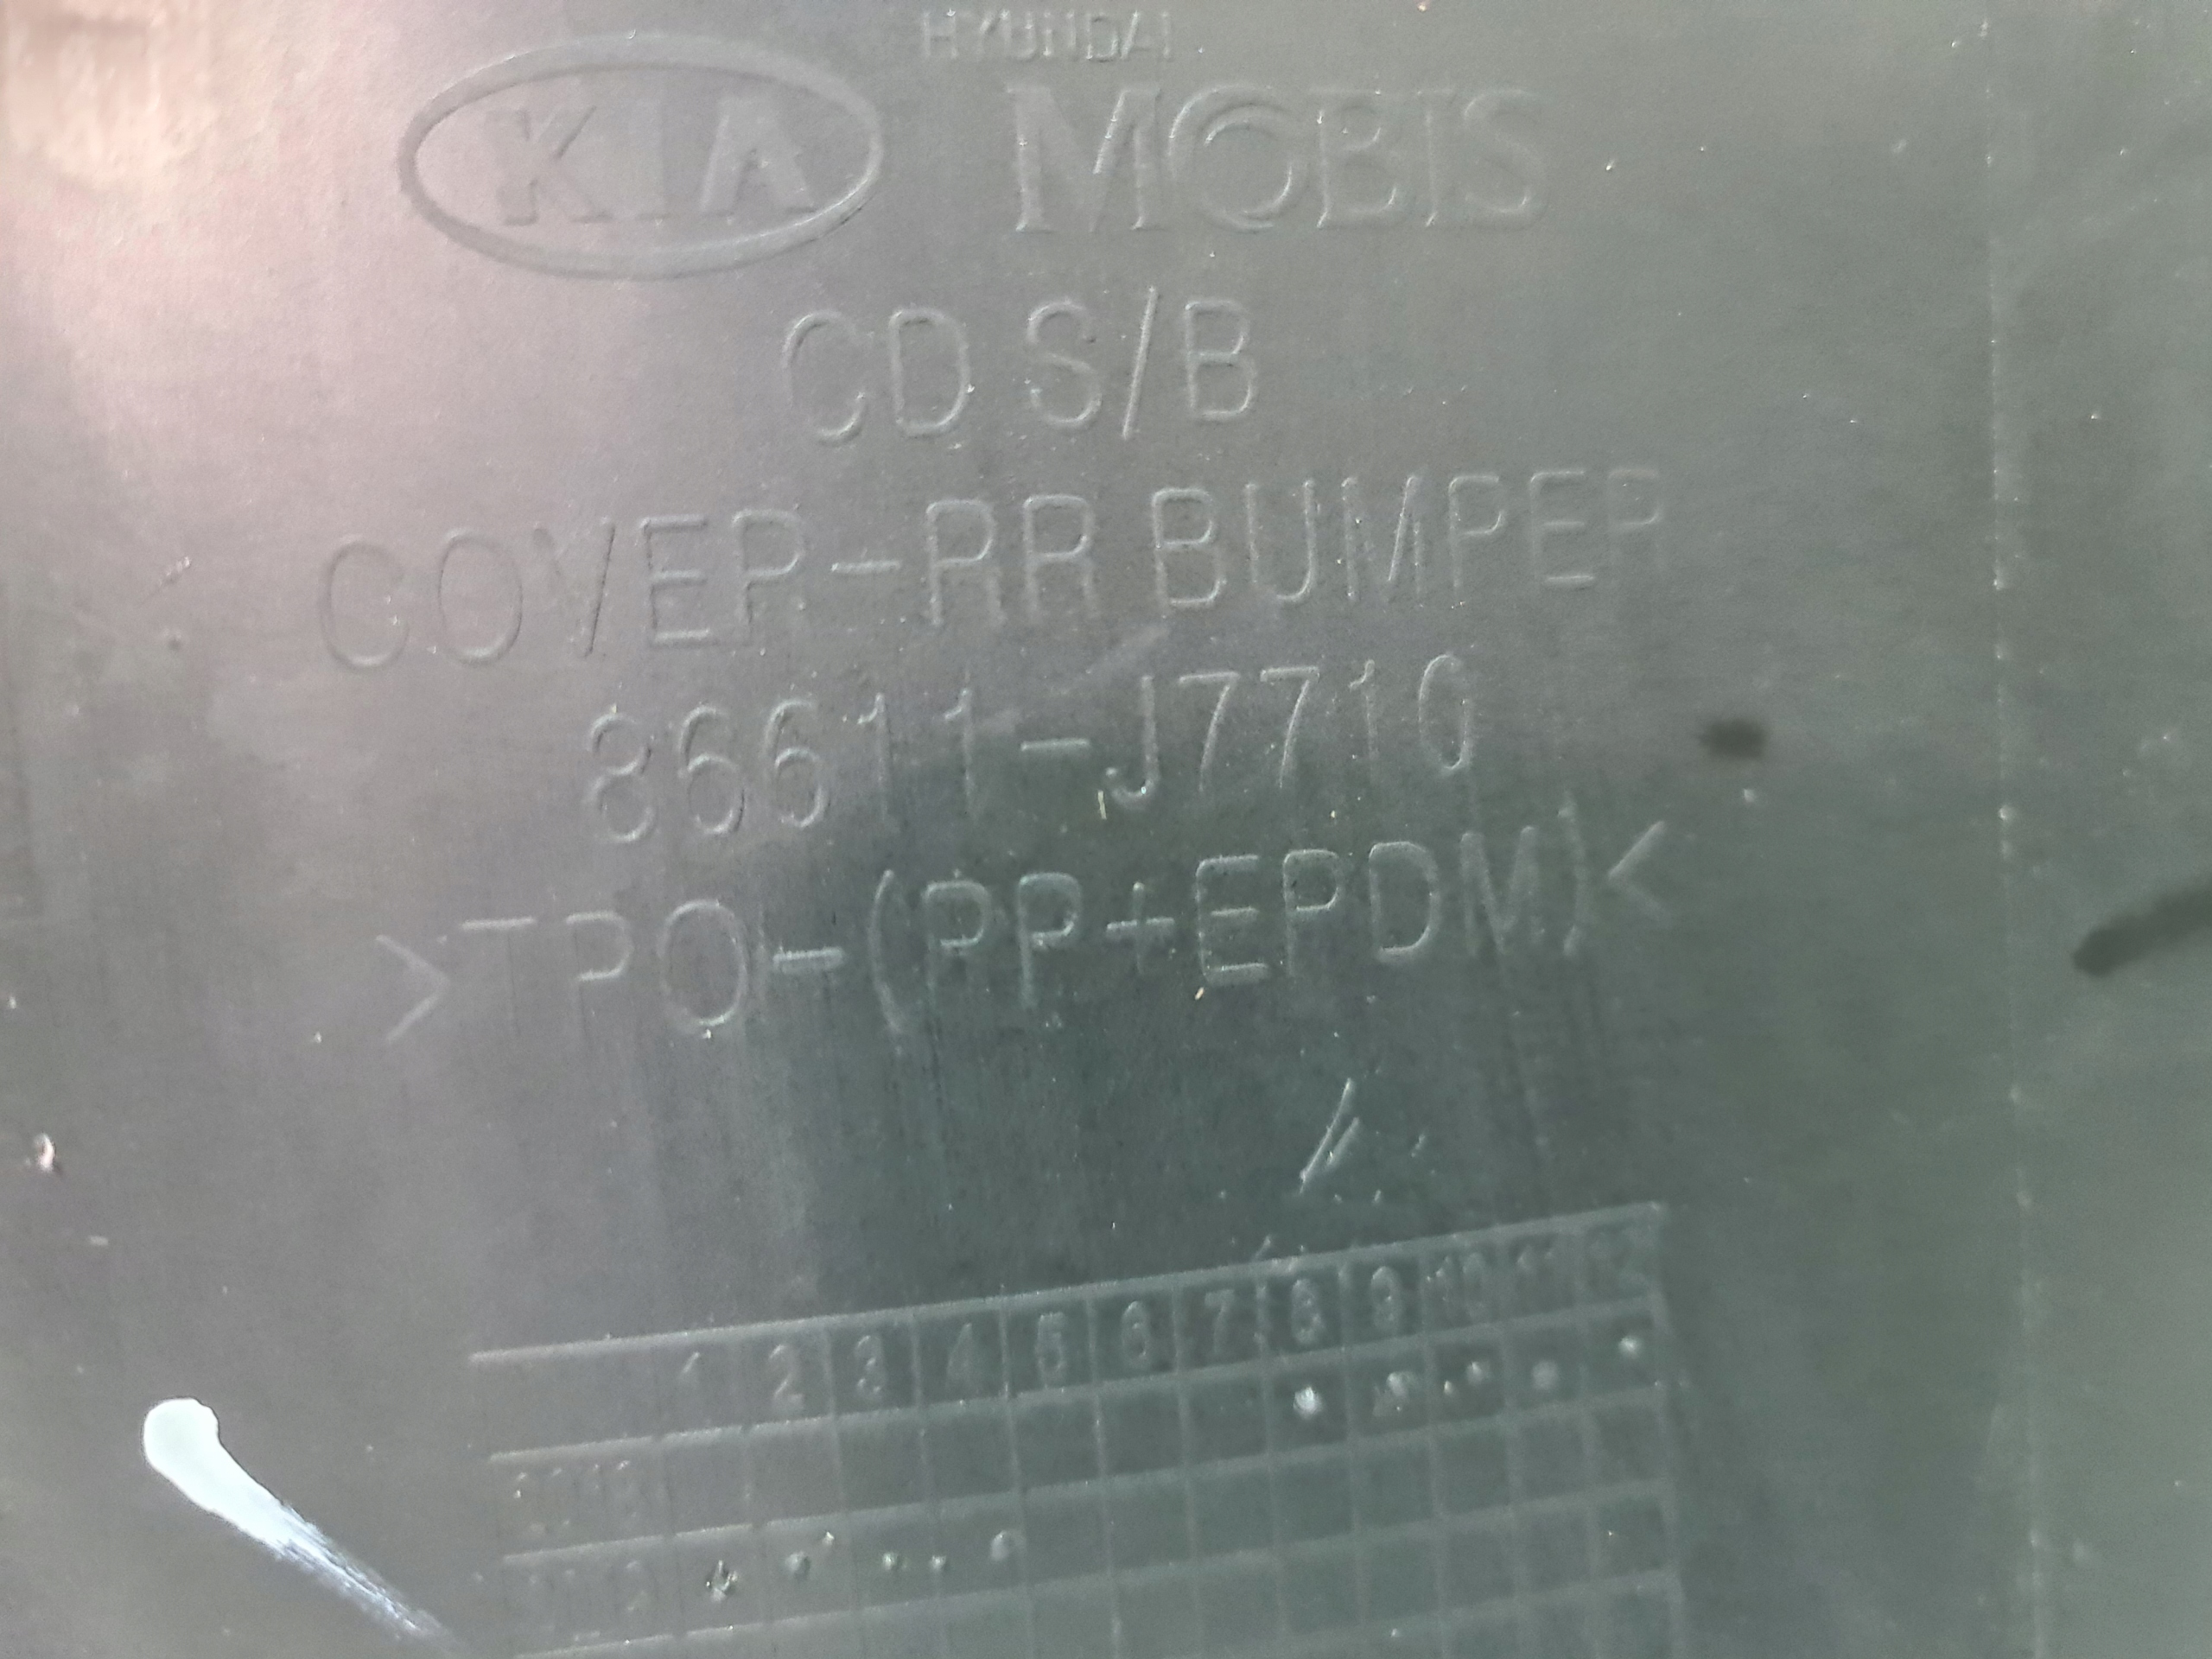 HYUNDAI
KIA MOBIS
CD S/B
COVER-RR BUMPER
86611-J7710
>TPO-(PP+EPDM)<
1 2 3 4 5 6 7 8 9 10 11 12